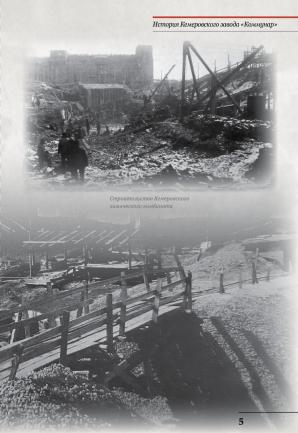 История Кемеровского завода «Коммунар»
Строительство Кемеровского
химического комбината
5